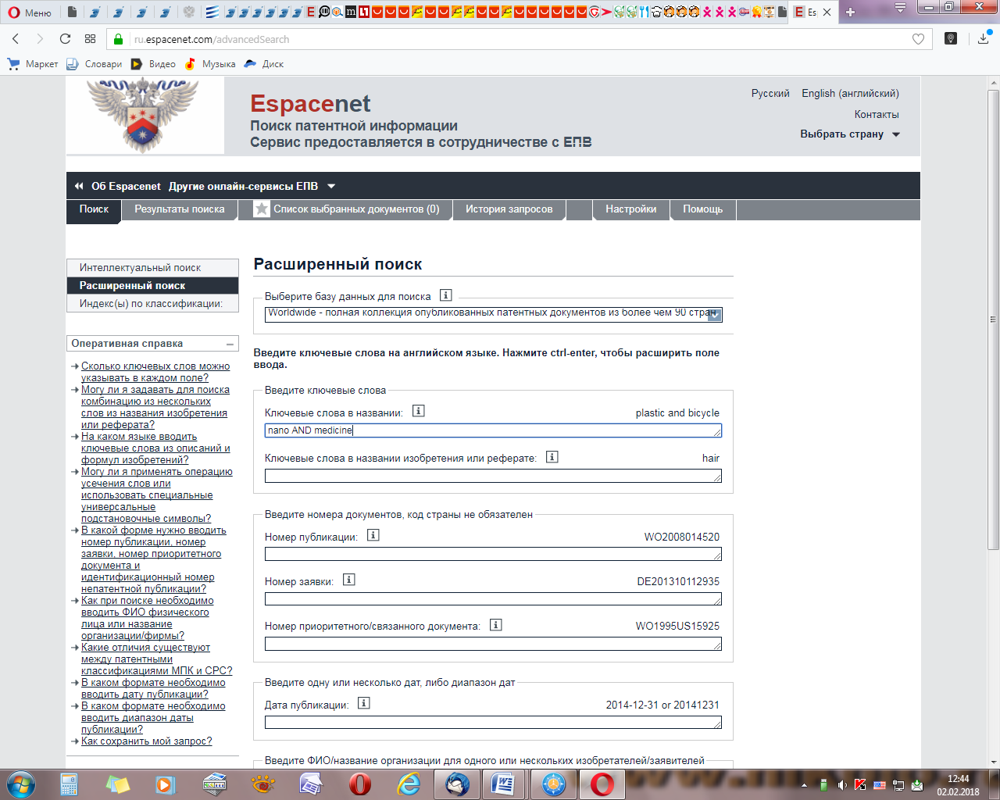 Меню
Es
ru.espacenet.com/advancedSearch
Маркет
Словари
Видео
Музыка
Диск
Espacenet
Поиск патентной информации
Сервис предоставляется в сотрудничестве с ЕПВ
Русский English (английский)
Контакты
Выбрать страну
Об Espacenet Другие онлайн-сервисы ЕПВ
Поиск
Результаты поиска
Список выбранных документов (0)
История запросов
Настройки
Помощь
Интеллектуальный поиск
Расширенный поиск
Индекс(ы) по классификации:
Оперативная справка
Сколько ключевых слов можно
указывать в каждом поле?
Могу ли я задавать для поиска
комбинацию из нескольких
слов из названия изобретения
или реферата?
На каком языке вводить
ключевые слова из описаний и
формул изобретений?
Могу ли я применять операцию
усечения слов или
использовать специальные
универсальные
подстановочные символы?
В какой форме нужно вводить
номер публикации, номер
заявки, номер приоритетного
документа и
идентификационный номер
непатентной публикации?
Как при поиске необходимо
вводить ФИО физического
лица или название
организации/фирмы?
Какие отличия существуют
между патентными
классификациями МПК и СРС?
В каком формате необходимо
вводить дату публикации?
В каком формате необходимо
вводить диапазон даты
публикации?
Как сохранить мой запрос?
Расширенный поиск
Выберите базу данных для поиска
Worldwide - полная коллекция опубликованных патентных документов из более чем 90 стран
Введите ключевые слова на английском языке. Нажмите ctrl-enter, чтобы расширить поле
ввода.
Введите ключевые слова
Ключевые слова в названии: plastic and bicycle
nano AND medicine
Ключевые слова в названии изобретения или реферате: hair
Введите номера документов, код страны не обязателен
Номер публикации: WO2008014520
Номер заявки: DE201310112935
Номер приоритетного/связанного документа: WO1995US15925
Введите одну или несколько дат, либо диапазон дат
Дата публикации: 2014-12-31 or 20141231
Введите ФИО/название организации для одного или нескольких изобретателей/заявителей
12:44
02.02.2018